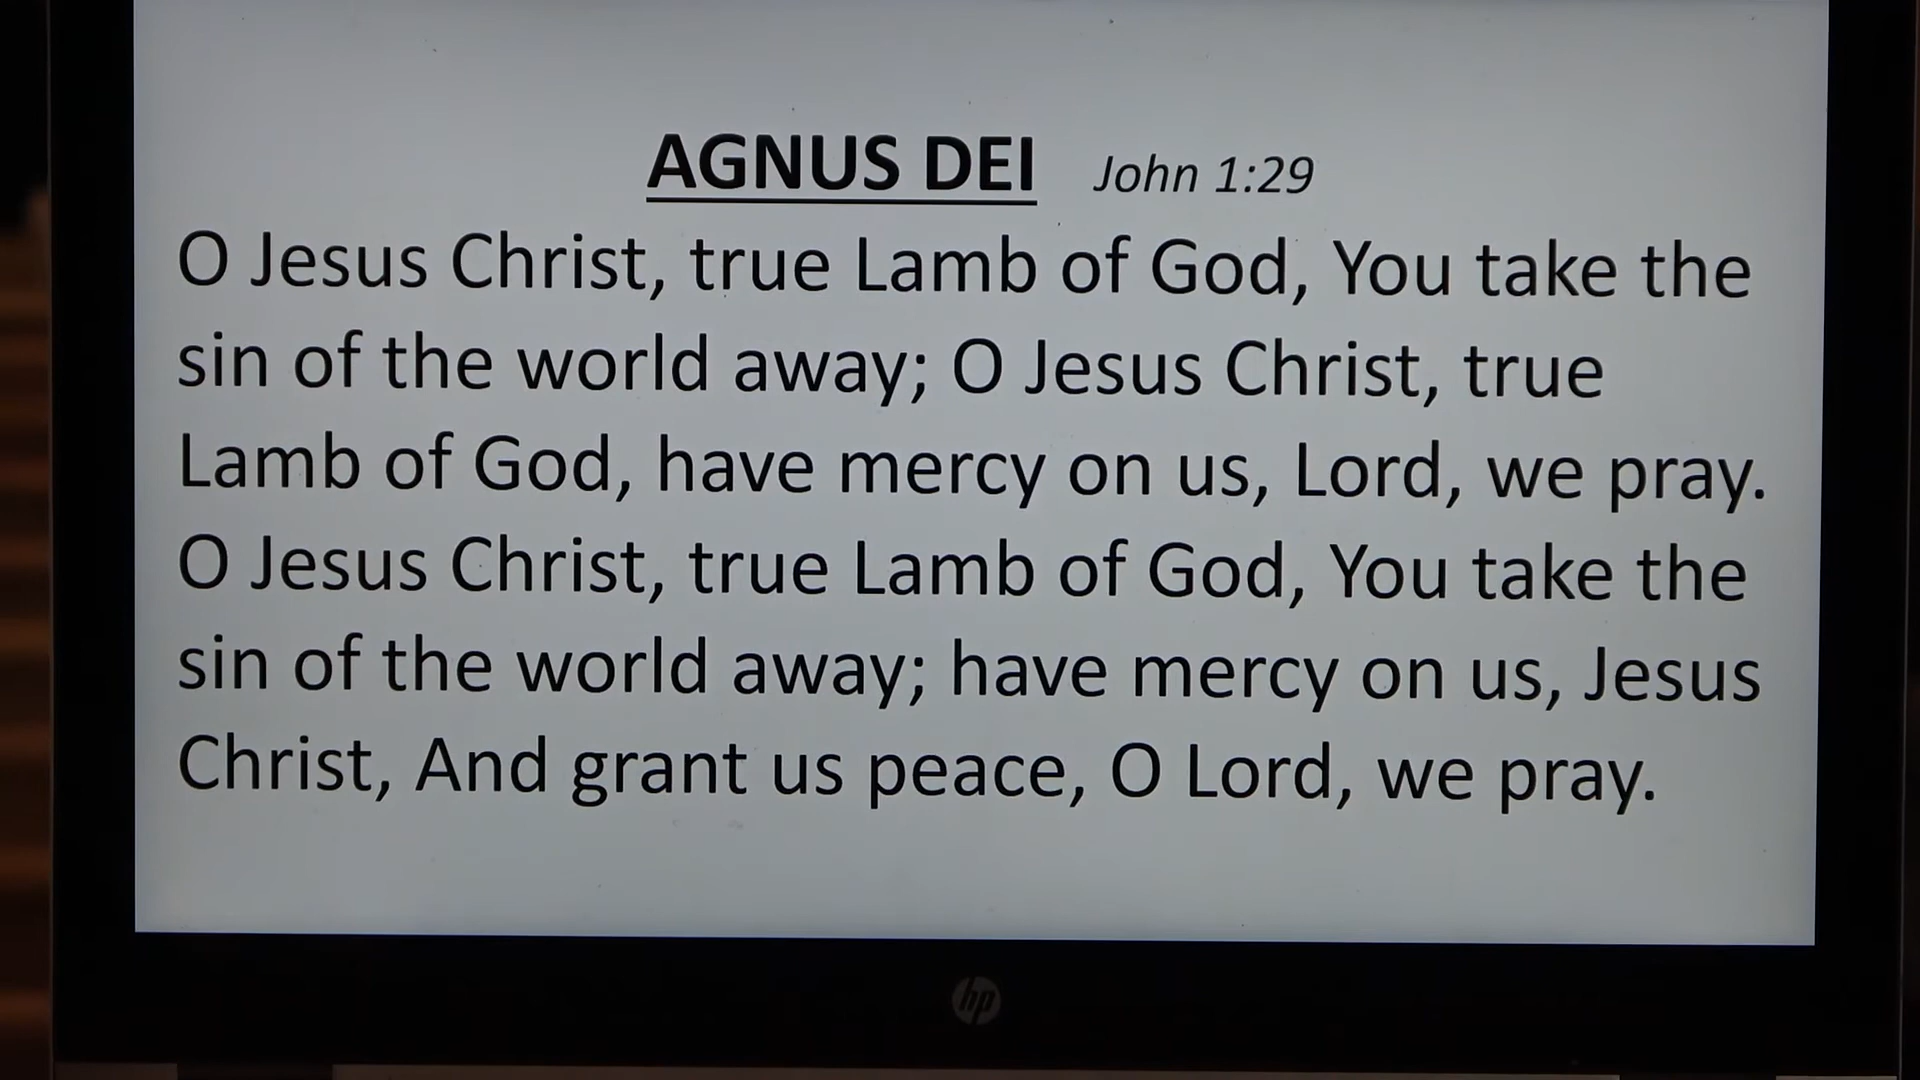 AGNUS DEI John 1:29
O Jesus Christ, true Lamb of God, You take the
sin of the world away; O Jesus Christ, true
Lamb of God, have mercy on us, Lord, we pray.
O Jesus Christ, true Lamb of God, You take the
sin of the world away; have mercy on us, Jesus
Christ, And grant us peace, O Lord, we pray.
hp